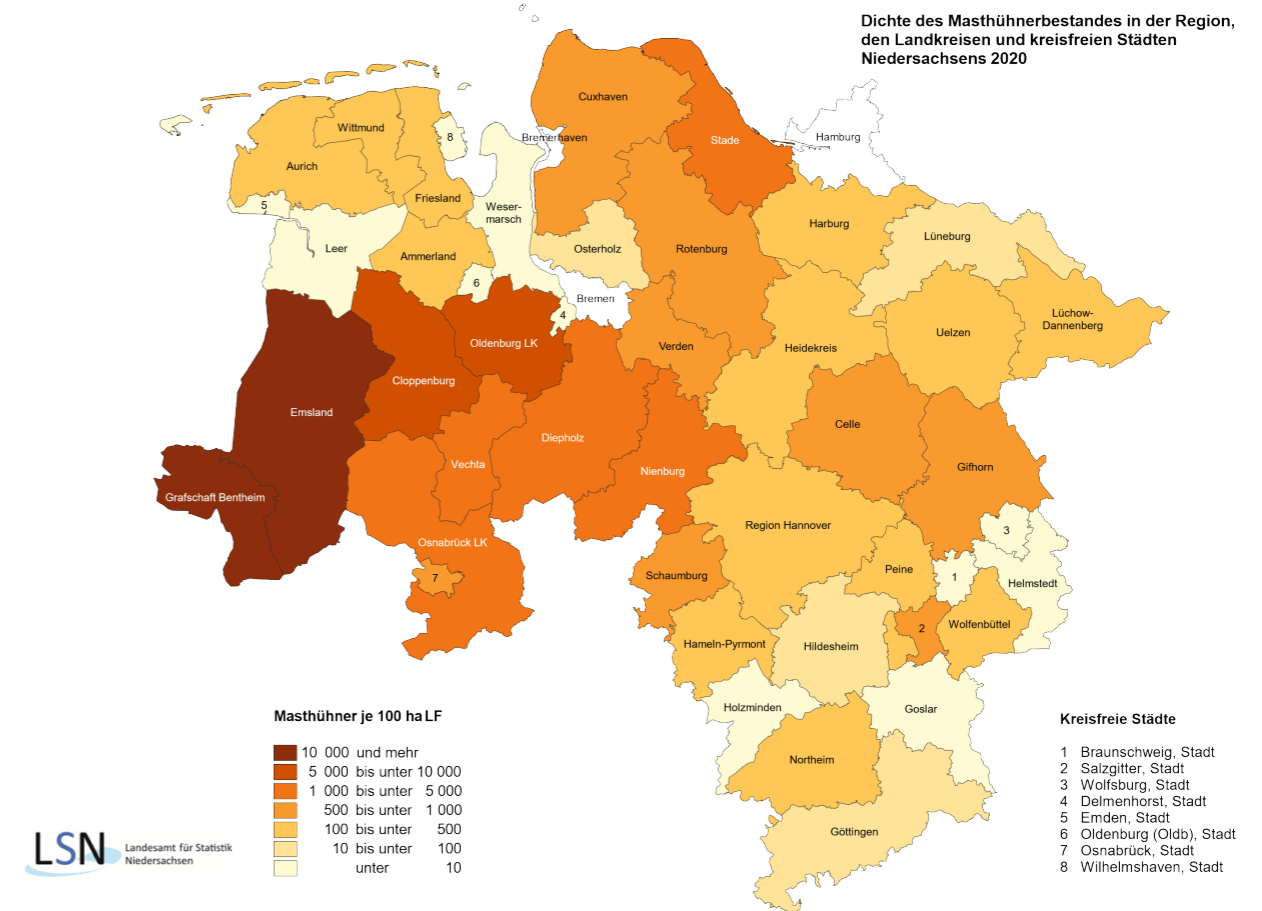 Dichte des Masthühnerbestandes in der Region,
den Landkreisen und kreisfreien Städten
Niedersachsens 2020
Cuxhaven
Wittmund
8
Bremerhaven
Stade
Hamburg
Aurich
Friesland
5
Weser-
marsch
Leer
Osterholz
Rotenburg
Harburg
Lüneburg
Ammerland
6
Bremen
4
Oldenburg LK
Verden
Heidekreis
Uelzen
Lüchow-
Dannenberg
Cloppenburg
Emsland
Diepholz
Celle
Vechta
Nienburg
Gifhorn
Grafschaft Bentheim
Region Hannover
3
Osnabrück LK
7
Schaumburg
Peine
1
Helmstedt
2
Wolfenbüttel
Hameln-Pyrmont
Hildesheim
Holzminden
Goslar
Northeim
Göttingen
Masthühner je 100 ha LF
10 000 und mehr
5 000 bis unter 10 000
1 000 bis unter 5 000
500 bis unter 1 000
100 bis unter 500
10 bis unter 100
unter 10
Kreisfreie Städte
1 Braunschweig, Stadt
2 Salzgitter, Stadt
3 Wolfsburg, Stadt
4 Delmenhorst, Stadt
5 Emden, Stadt
6 Oldenburg (Oldb), Stadt
7 Osnabrück, Stadt
8 Wilhelmshaven, Stadt
LSN
Landesamt für Statistik
Niedersachsen